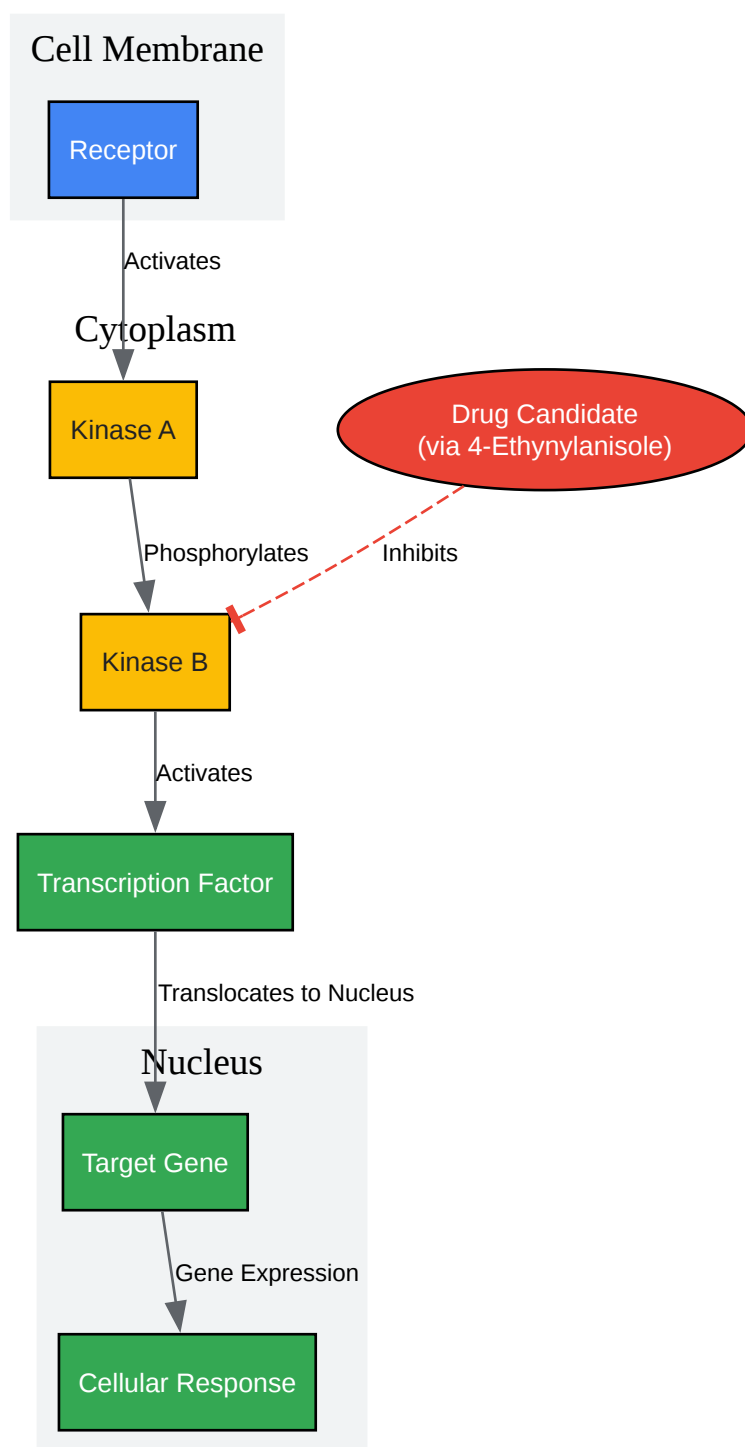 Cell Membrane
Receptor
Activates
Cytoplasm
Kinase A
Drug Candidate
(via 4-Ethynylanisole)
Phosphorylates
Inhibits
Kinase B
Activates
Transcription Factor
Translocates to Nucleus
Nucleus
Target Gene
Gene Expression
Cellular Response